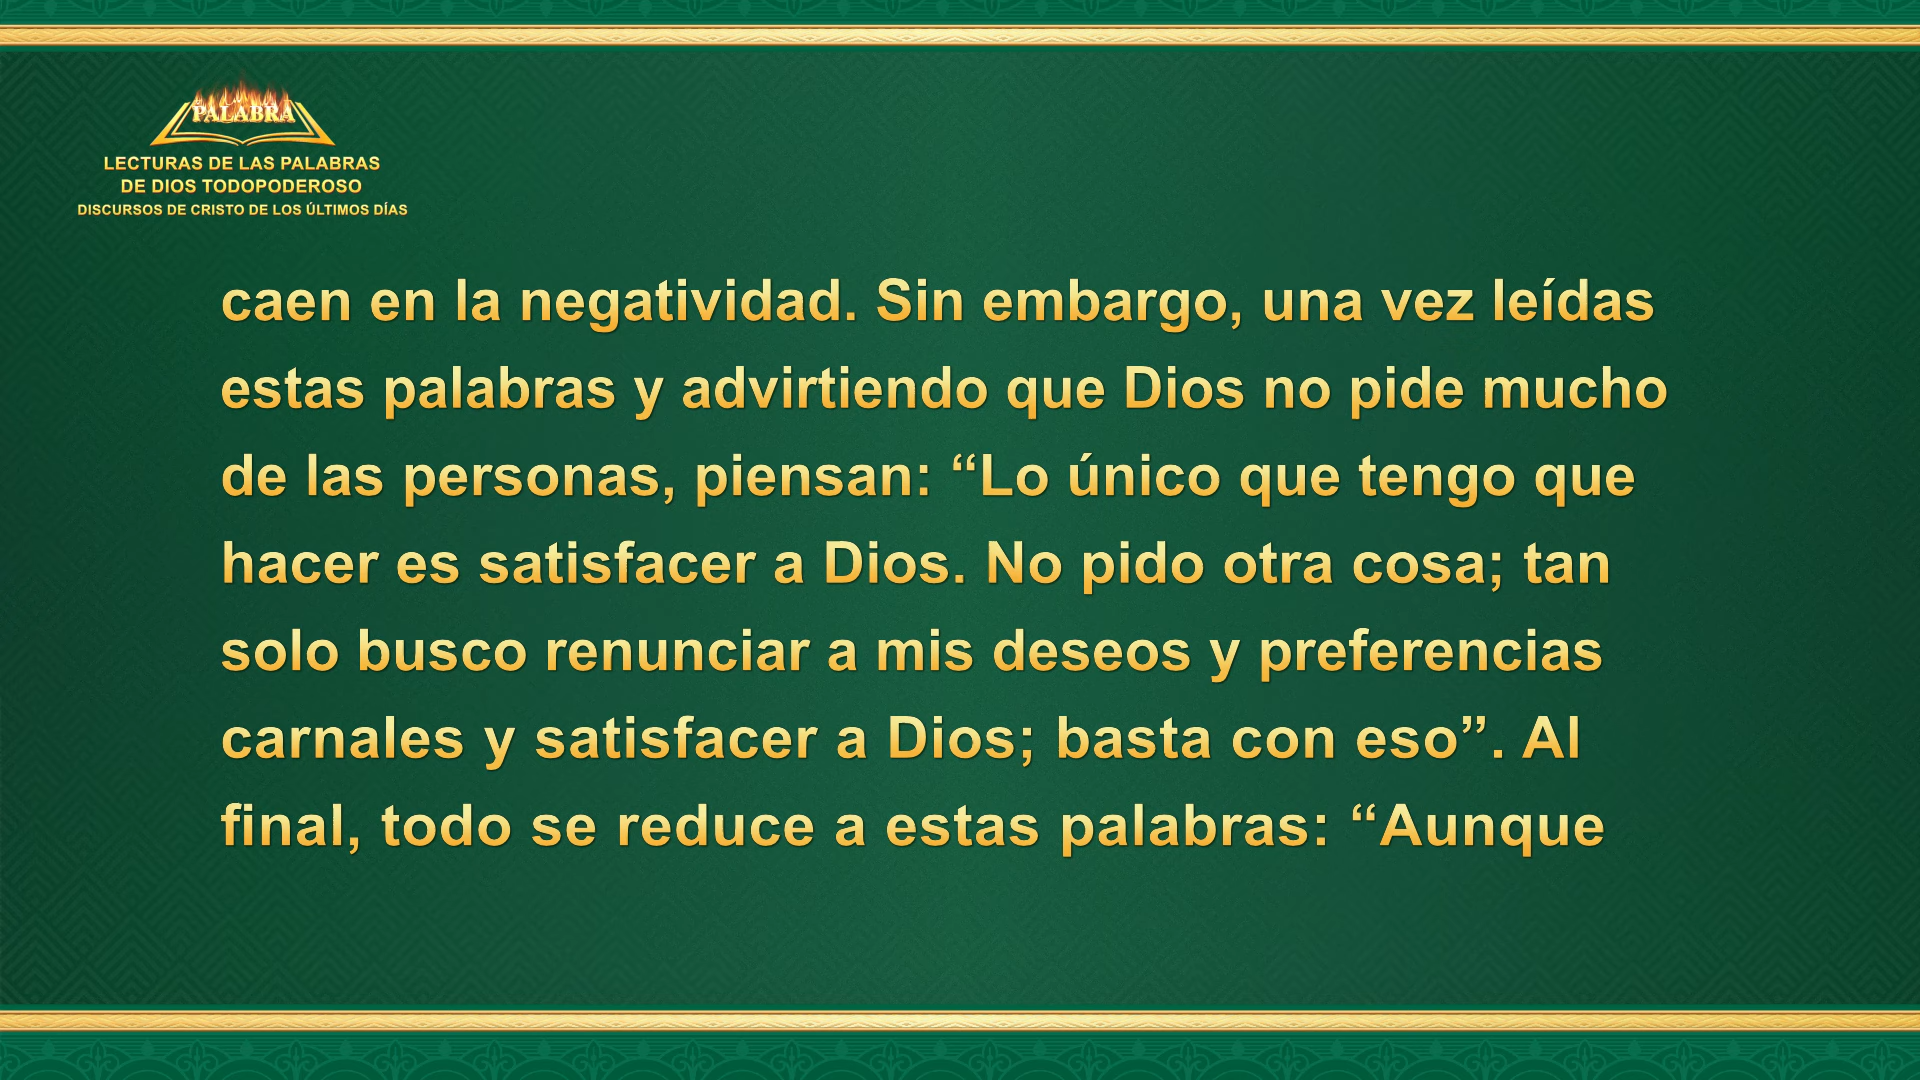 PALABRA
LECTURAS DE LAS PALABRAS
DE DIOS TODOPODEROSO
DISCURSOS DE CRISTO DE LOS ÚLTIMOS DÍAS
caen en la negatividad. Sin embargo, una vez leídas
estas palabras y advirtiendo que Dios no pide mucho
de las personas, piensan: “Lo único que tengo que
hacer es satisfacer a Dios. No pido otra cosa; tan
solo busco renunciar a mis deseos y preferencias
carnales y satisfacer a Dios; basta con eso”. Al
final, todo se reduce a estas palabras: “Aunque